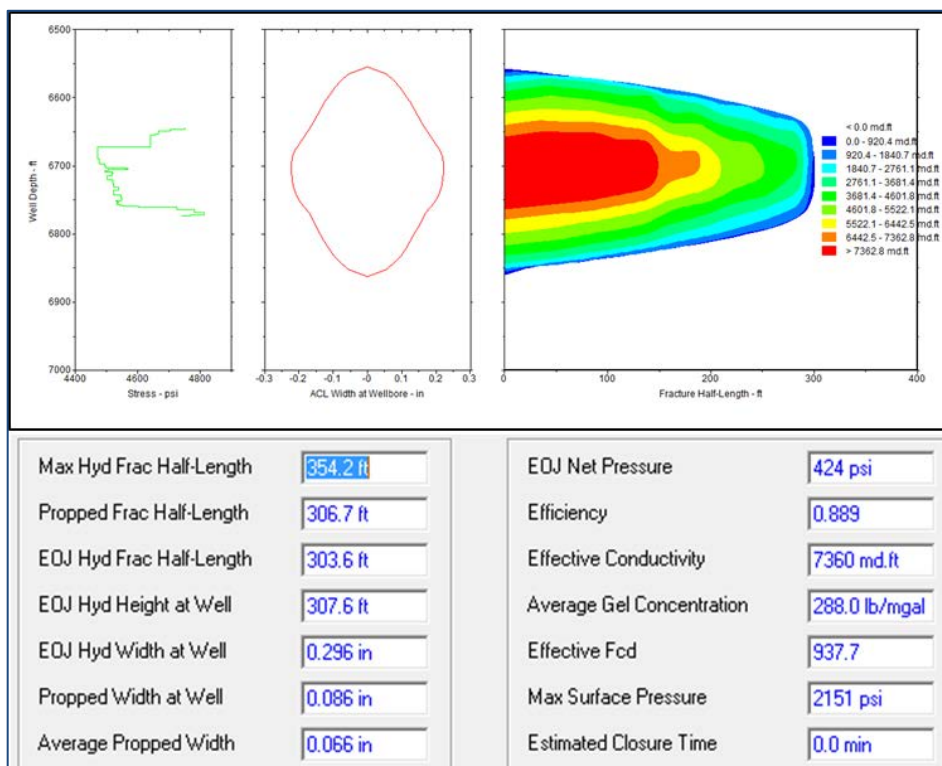 6500
6600
6700
6800
6900
7000
Well Depth - ft
4400 4600 4800
Stress - psi
-0.3 -0.2 -0.1 -0 0.1 0.2 0.3
ACL Width at Wellbore - in
0 100 200 300 400
Fracture Half-Length - ft
< 0.0 md.ft
0.0 - 920.4 md.ft
920.4 - 1840.7 md.ft
1840.7 - 2761.1 md.ft
2761.1 - 3681.4 md.ft
3681.4 - 4601.8 md.ft
4601.8 - 5522.1 md.ft
5522.1 - 6442.5 md.ft
6442.5 - 7362.8 md.ft
> 7362.8 md.ft
Max Hyd Frac Half-Length 354.2 ft
Propped Frac Half-Length 306.7 ft
EOJ Hyd Frac Half-Length 303.6 ft
EOJ Hyd Height at Well 307.6 ft
EOJ Hyd Width at Well 0.296 in
Propped Width at Well 0.086 in
Average Propped Width 0.066 in
EOJ Net Pressure 424 psi
Efficiency 0.889
Effective Conductivity 7360 md.ft
Average Gel Concentration 288.0 lb/mgal
Effective Fcd 937.7
Max Surface Pressure 2151 psi
Estimated Closure Time 0.0 min